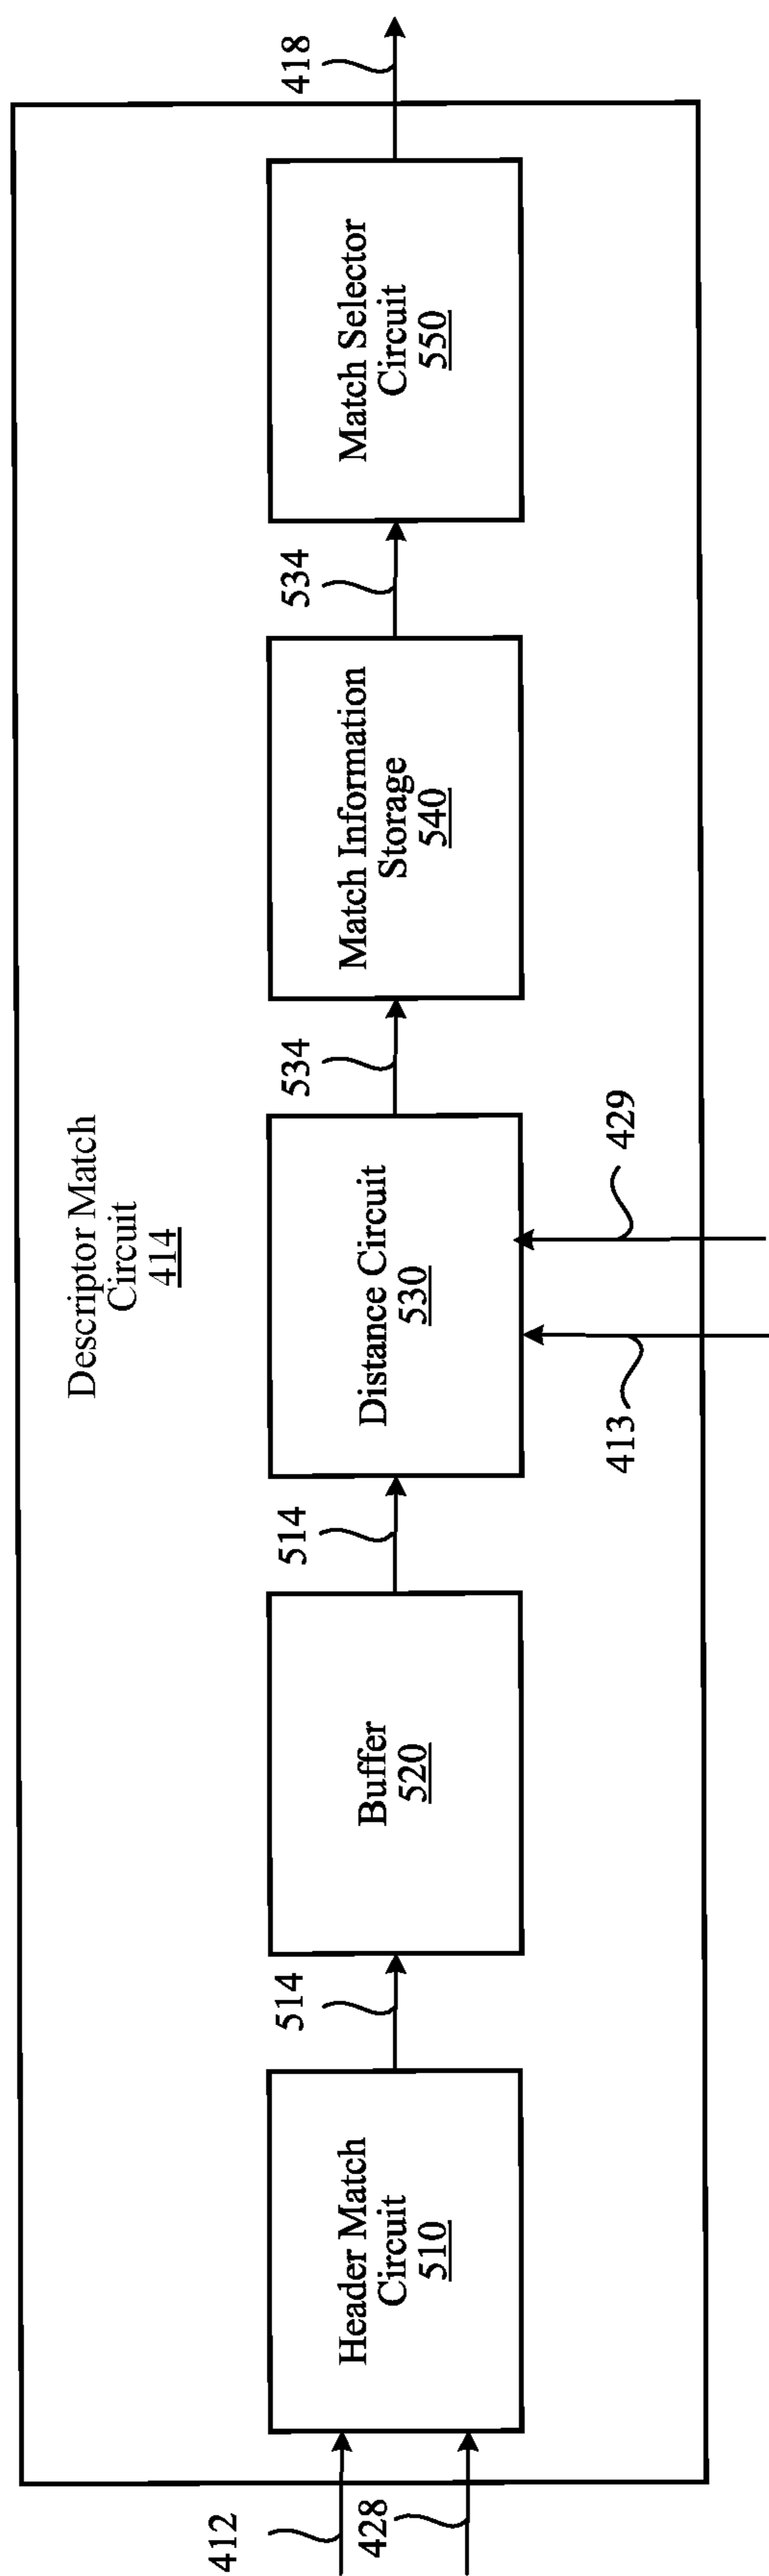 Descriptor Match
Circuit
414
412
428
Header Match
Circuit
510
514
Buffer
520
514
Distance Circuit
530
413
429
534
Match Information
Storage
540
534
Match Selector
Circuit
550
418